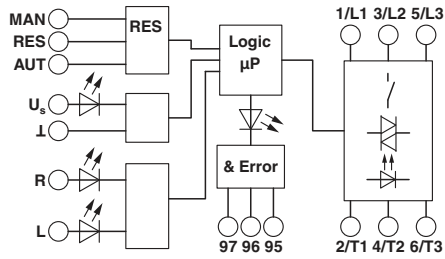 MAN
RES
AUT
RES
Us
⊥
R
L
Logic
µP
& Error
97 96 95
1/L1 3/L2 5/L3
2/T1 4/T2 6/T3